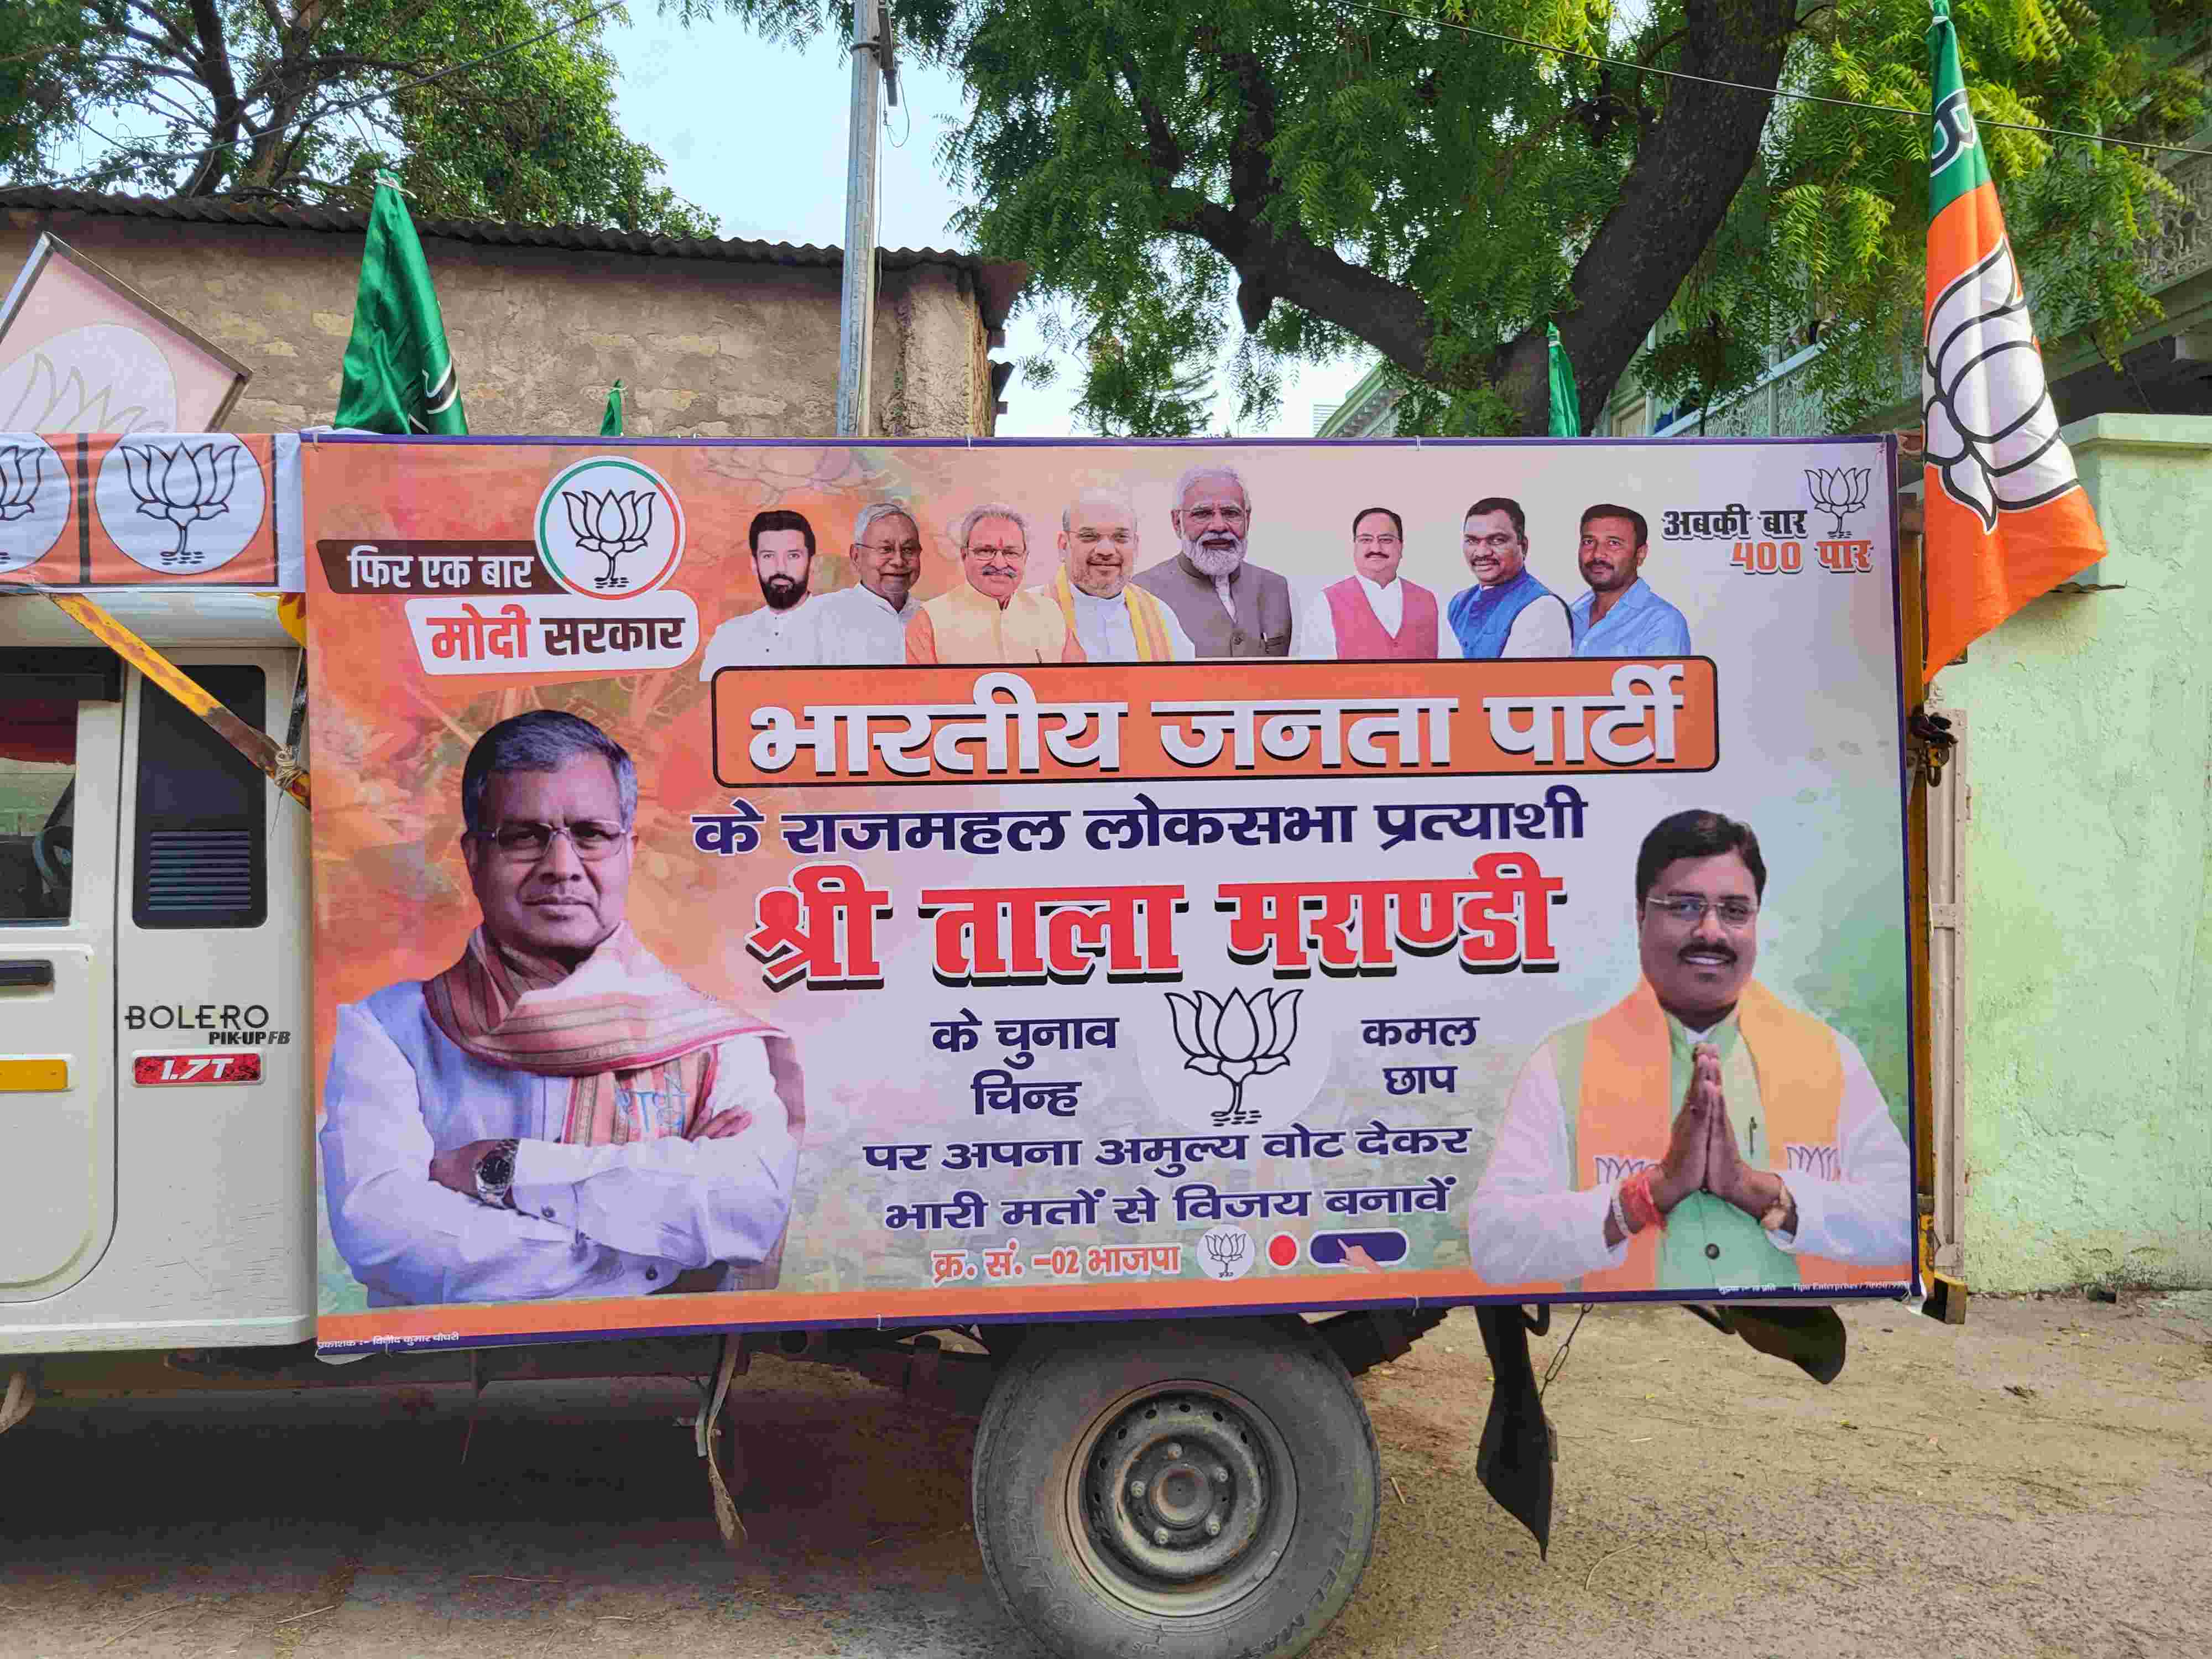 फिर एक बार
मोदी सरकार
अबकी बार
400 पार
भारतीय जनता पार्टी
के राजमहल लोकसभा प्रत्याशी
श्री ताला मराण्डी
के चुनाव
चिन्ह
कमल
छाप
पर अपना अमुल्य वोट देकर
भारी मतों से विजय बनावें
क्र. सं. -02 भाजपा
प्रकाशक :- विनोद कुमार चौधरी
BOLERO
PIK-UP FB
1.7T